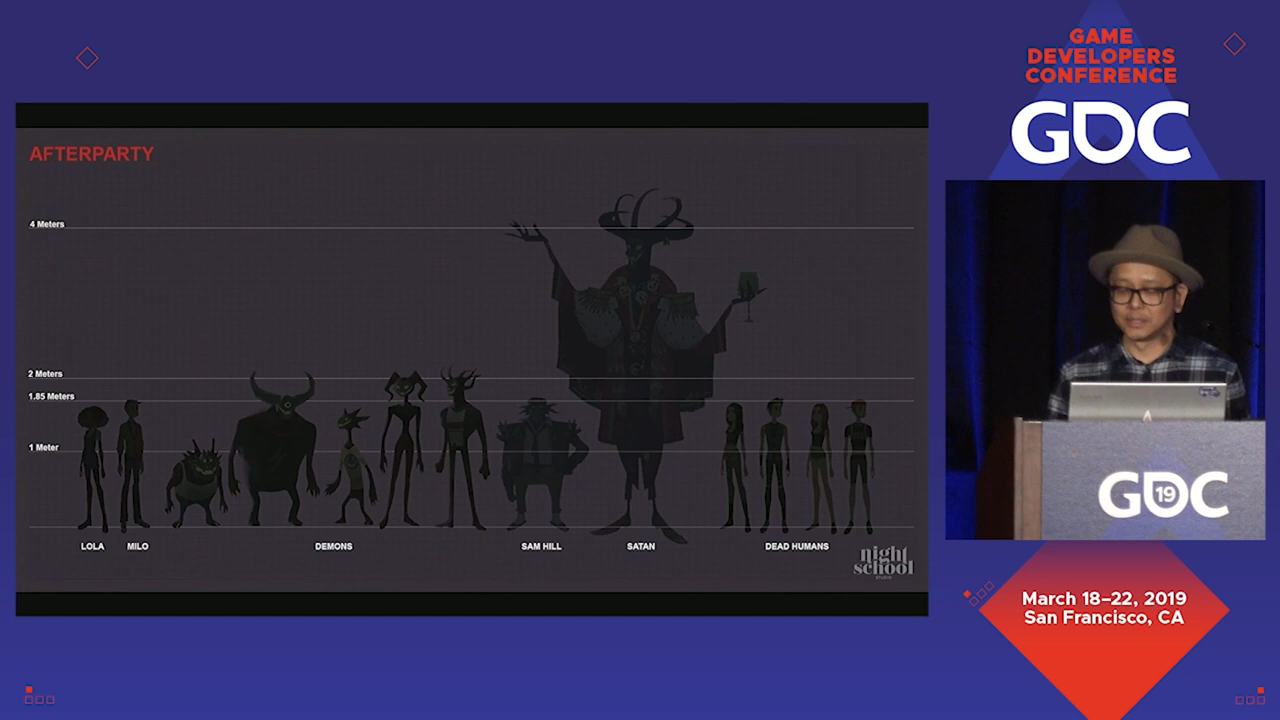 AFTERPARTY
4 Meters
2 Meters
1.85 Meters
1 Meter
LOLA MILO DEMONS SAM HILL SATAN DEAD HUMANS
night
school
STUDIO
GAME
DEVELOPERS
CONFERENCE
GDC
GDC 19
March 18–22, 2019
San Francisco, CA